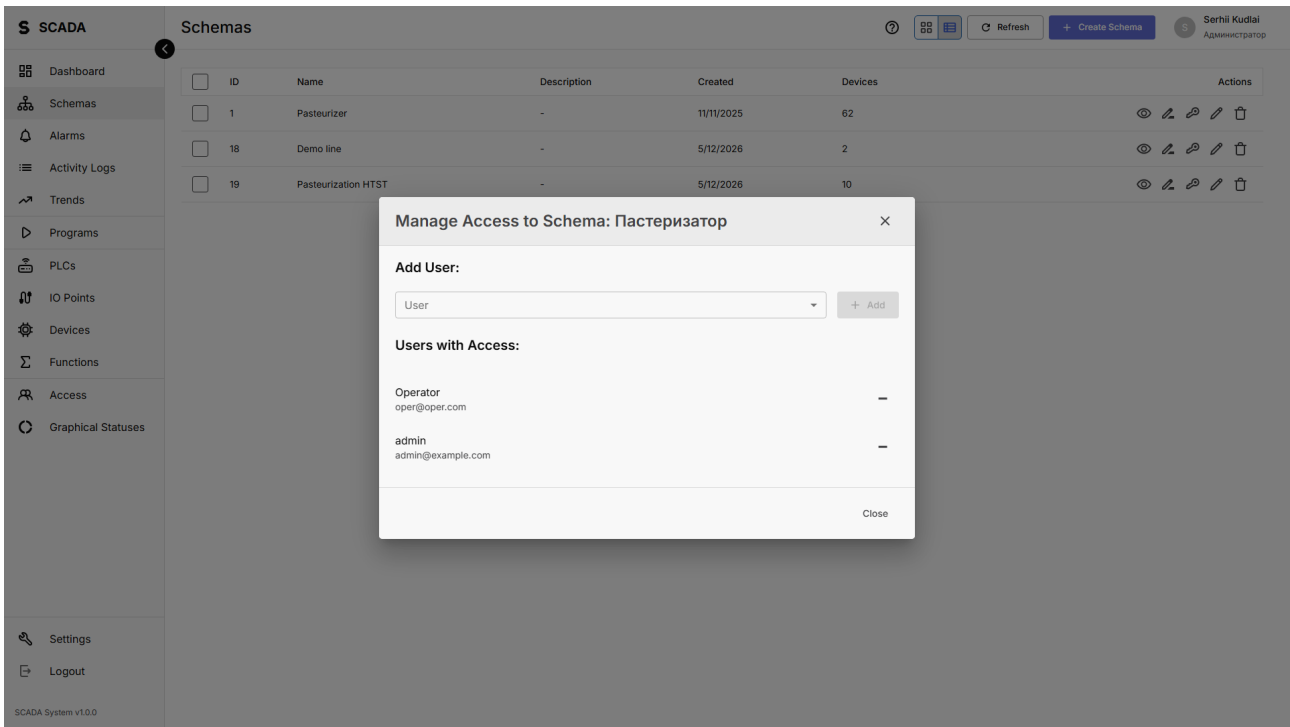 SCADA
Schemas
Refresh
+ Create Schema
S
Serhii Kudlai
Администратор
Dashboard
Schemas
Alarms
Activity Logs
Trends
Programs
PLCs
IO Points
Devices
Functions
Access
Graphical Statuses
Settings
Logout
SCADA System v1.0.0
ID Name Description Created Devices Actions
1 Pasteurizer - 11/11/2025 62
18 Demo line - 5/12/2026 2
19 Pasteurization HTST - 5/12/2026 10
Manage Access to Schema: Пастеризатор
Add User:
User
+ Add
Users with Access:
Operator
oper@oper.com
admin
admin@example.com
Close